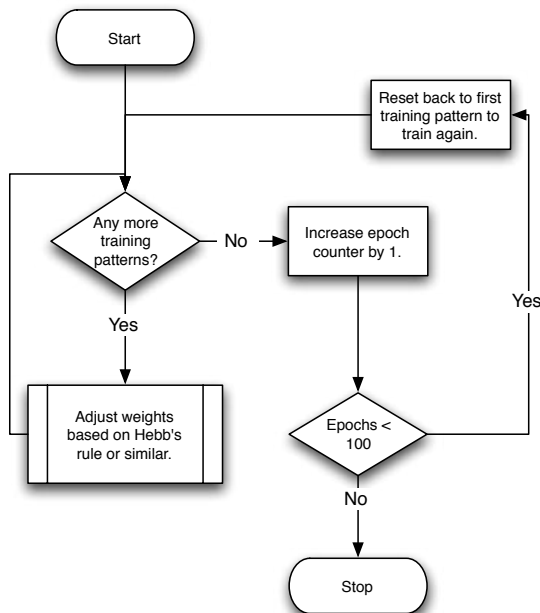 Start
Reset back to first
training pattern to
train again.
Any more
training
patterns?
No
Increase epoch
counter by 1.
Yes
Yes
Adjust weights
based on Hebb's
rule or similar.
Epochs <
100
No
Stop